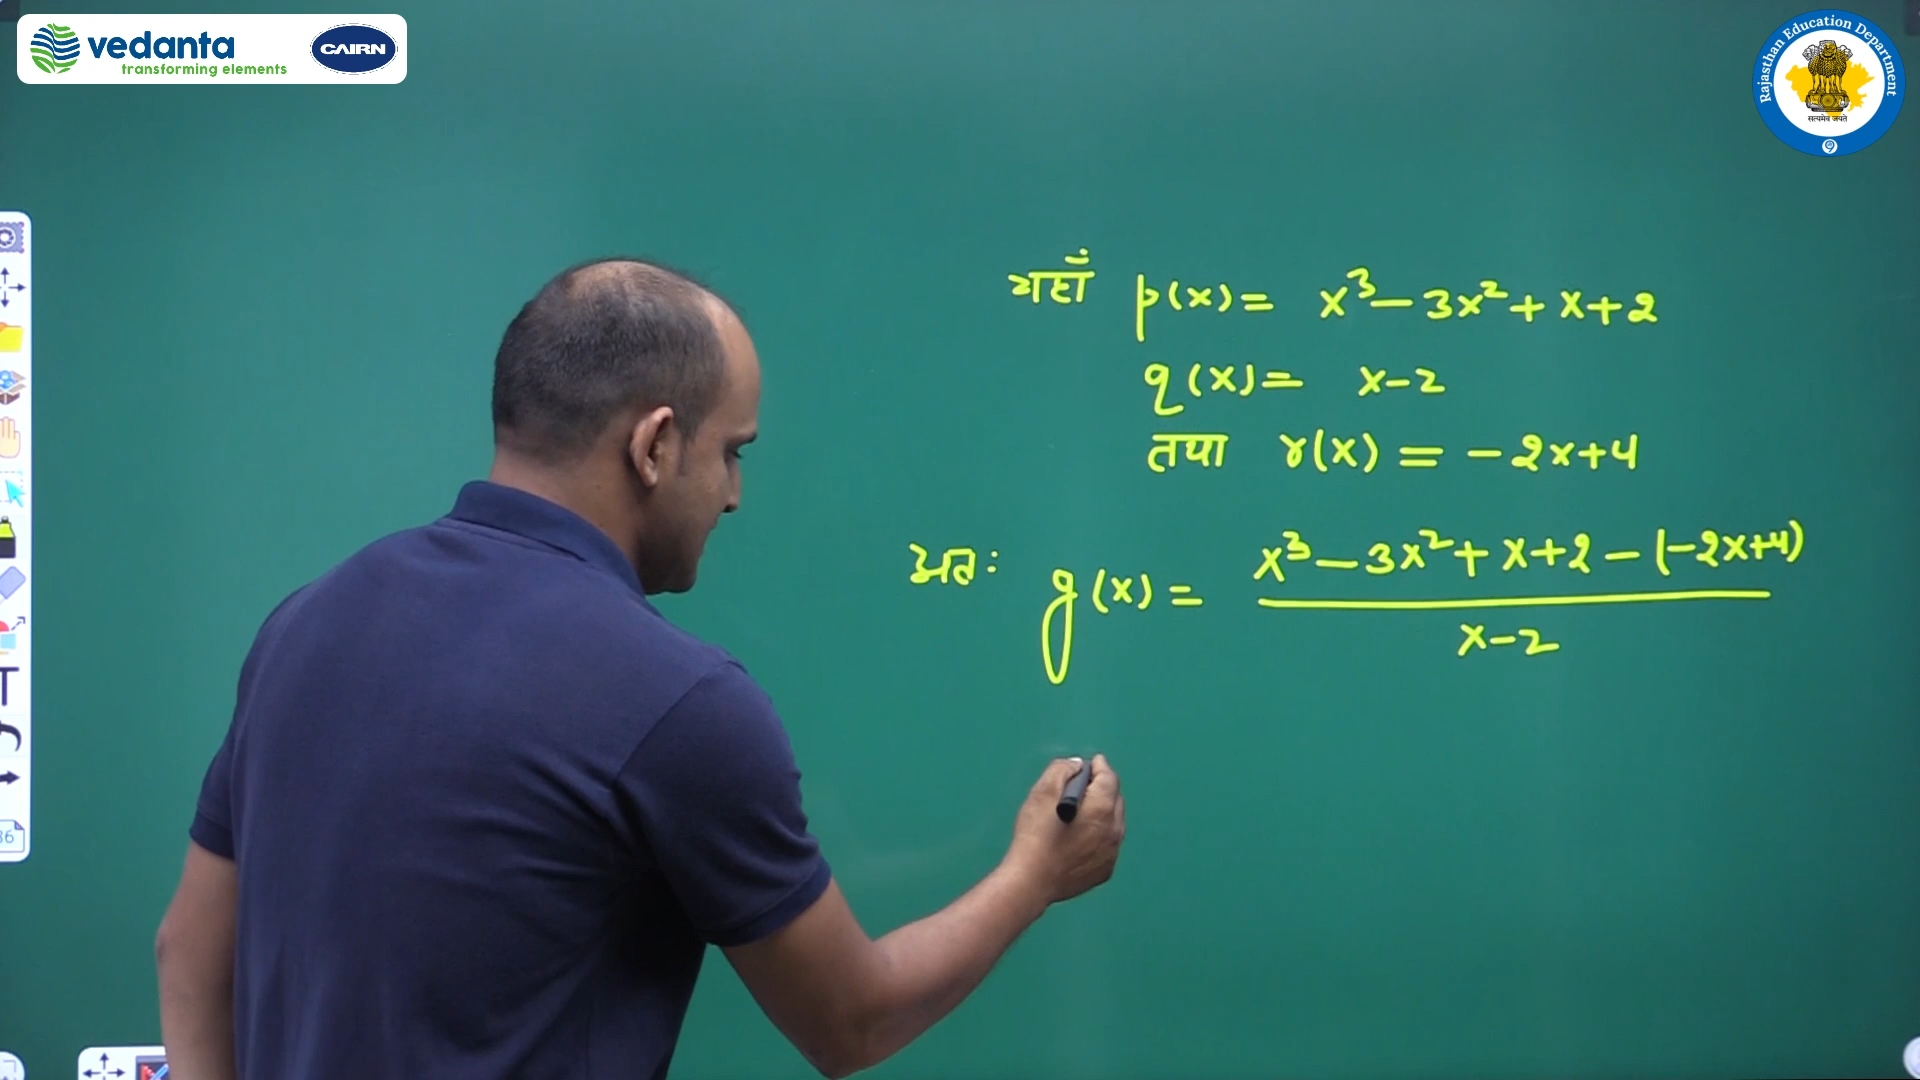 vedanta
transforming elements
CAIRN
Rajasthan Education Department
सत्यमेव जयते
यहाँ p(x) = x³ – 3x² + x + 2
q(x) = x – 2
तथा r(x) = – 2x + 4
अतः g(x) = x³ – 3x² + x + 2 – (–2x+4)
x – 2
T
36